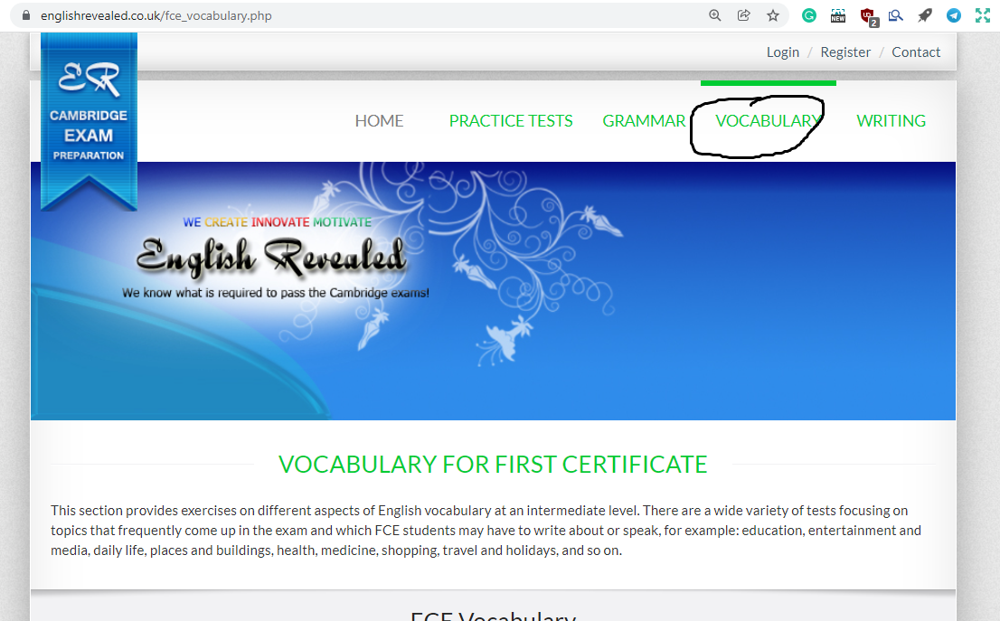 englishrevealed.co.uk/fce_vocabulary.php
NEW
2
Login / Register / Contact
ER
CAMBRIDGE
EXAM
PREPARATION
HOME PRACTICE TESTS GRAMMAR VOCABULARY WRITING
WE CREATE INNOVATE MOTIVATE
English Revealed
We know what is required to pass the Cambridge exams!
VOCABULARY FOR FIRST CERTIFICATE
This section provides exercises on different aspects of English vocabulary at an intermediate level. There are a wide variety of tests focusing on
topics that frequently come up in the exam and which FCE students may have to write about or speak, for example: education, entertainment and
media, daily life, places and buildings, health, medicine, shopping, travel and holidays, and so on.
FCE Vocabulary